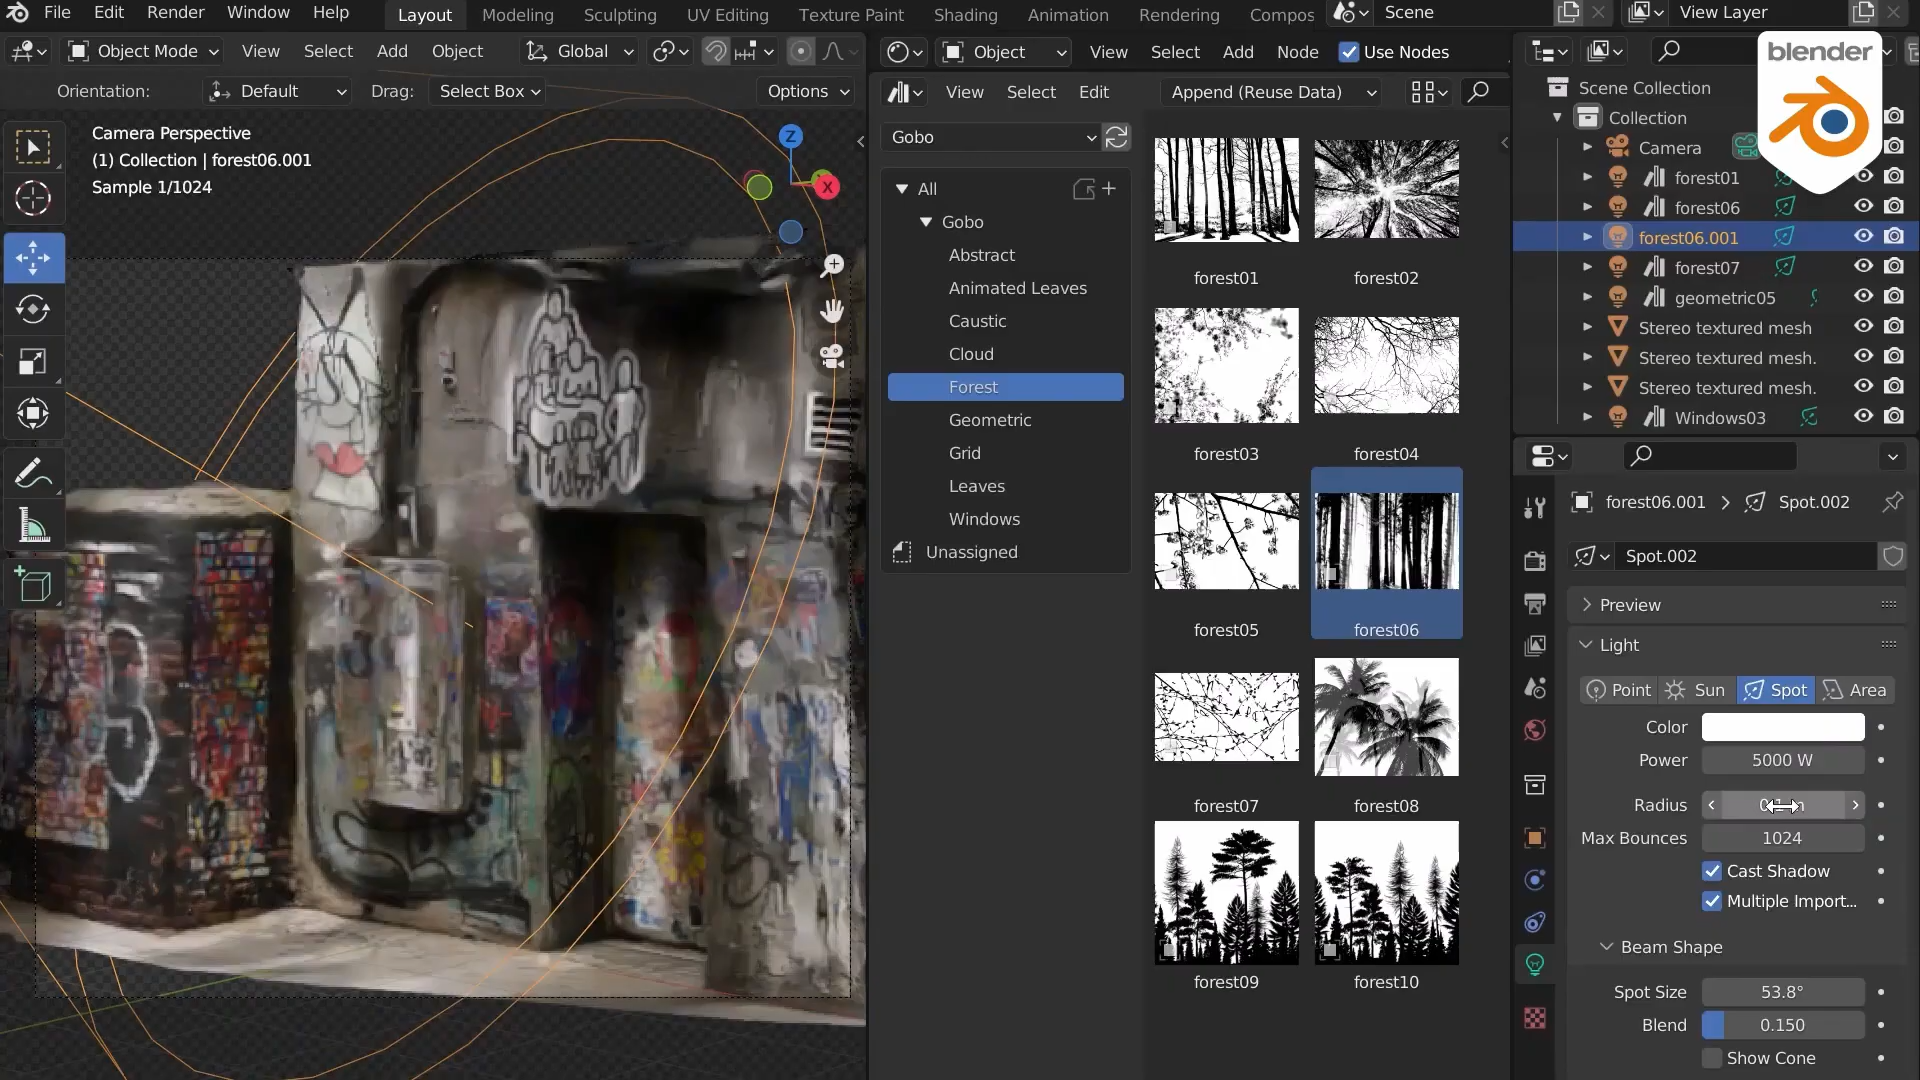 File Edit Render Window Help Layout Modeling Sculpting UV Editing Texture Paint Shading Animation Rendering Compos Scene View Layer
Object Mode View Select Add Object Global Object View Select Add Node Use Nodes
Orientation: Default Drag: Select Box Options View Select Edit Append (Reuse Data)
Camera Perspective
(1) Collection | forest06.001
Sample 1/1024
Z
X
Gobo
All
Gobo
Abstract
Animated Leaves
Caustic
Cloud
Forest
Geometric
Grid
Leaves
Windows
Unassigned
forest01 forest02
forest03 forest04
forest05 forest06
forest07 forest08
forest09 forest10
blender
Scene Collection
Collection
Camera
forest01
forest06
forest06.001
forest07
geometric05
Stereo textured mesh
Stereo textured mesh.
Stereo textured mesh.
Windows03
forest06.001 > Spot.002
Spot.002
Preview
Light
Point Sun Spot Area
Color
Power 5000 W
Radius
Max Bounces 1024
Cast Shadow
Multiple Import...
Beam Shape
Spot Size 53.8°
Blend 0.150
Show Cone